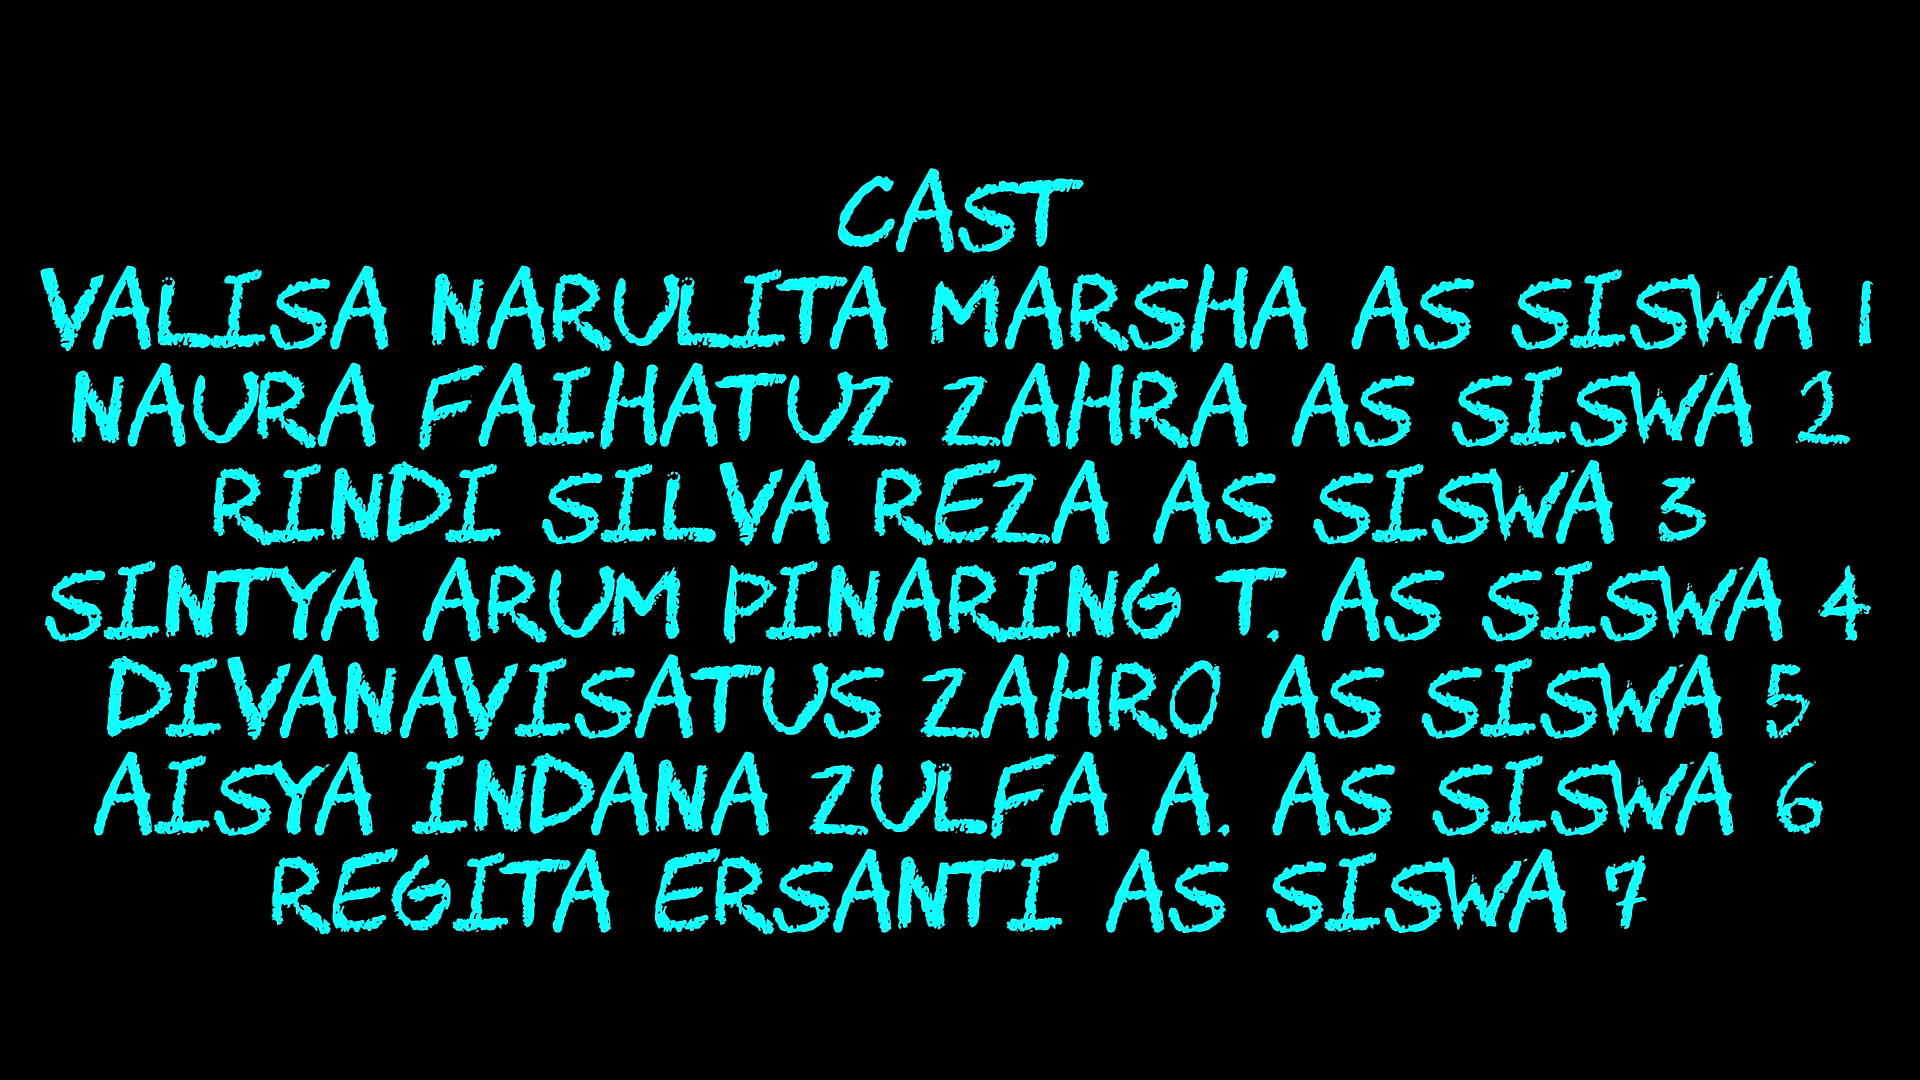 CAST
VALISA NARULITA MARSHA AS SISWA 1
NAURA FAIHATUZ ZAHRA AS SISWA 2
RINDI SILVA REZA AS SISWA 3
SINTYA ARUM PINARING T. AS SISWA 4
DIVANAVISATUS ZAHRO AS SISWA 5
AISYA INDANA ZULFA A. AS SISWA 6
REGITA ERSANTI AS SISWA 7